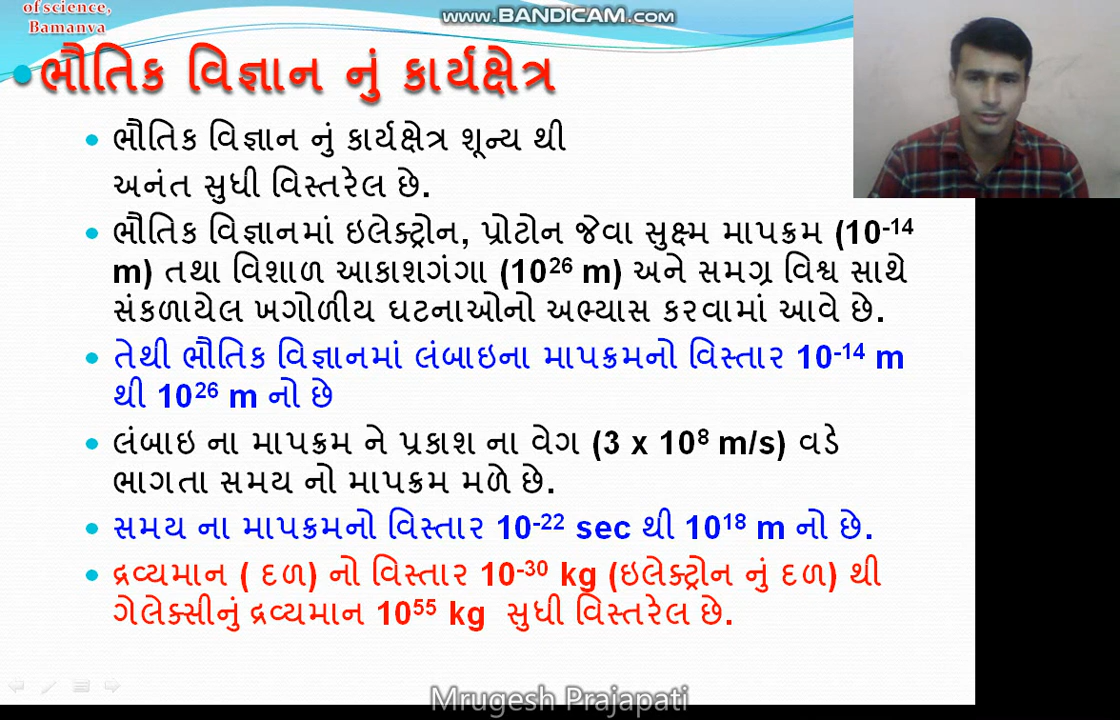 of science,
Bamanva
www.BANDICAM.com
ભૌતિક વિજ્ઞાન નું કાર્યક્ષેત્ર
ભૌતિક વિજ્ઞાન નું કાર્યક્ષેત્ર શૂન્ય થી
અનંત સુધી વિસ્તરેલ છે.
ભૌતિક વિજ્ઞાનમાં ઇલેક્ટ્રોન, પ્રોટોન જેવા સુક્ષ્મ માપક્રમ (10⁻¹⁴
m) તથા વિશાળ આકાશગંગા (10²⁶ m) અને સમગ્ર વિશ્વ સાથે
સંકળાયેલ ખગોળીય ઘટનાઓનો અભ્યાસ કરવામાં આવે છે.
તેથી ભૌતિક વિજ્ઞાનમાં લંબાઇના માપક્રમનો વિસ્તાર 10⁻¹⁴ m
થી 10²⁶ m નો છે
લંબાઇ ના માપક્રમ ને પ્રકાશ ના વેગ (3 x 10⁸ m/s) વડે
ભાગતા સમય નો માપક્રમ મળે છે.
સમય ના માપક્રમનો વિસ્તાર 10⁻²² sec થી 10¹⁸ m નો છે.
દ્રવ્યમાન ( દળ) નો વિસ્તાર 10⁻³⁰ kg (ઇલેક્ટ્રોન નું દળ) થી
ગેલેક્સીનું દ્રવ્યમાન 10⁵⁵ kg સુધી વિસ્તરેલ છે.
Mrugesh Prajapati